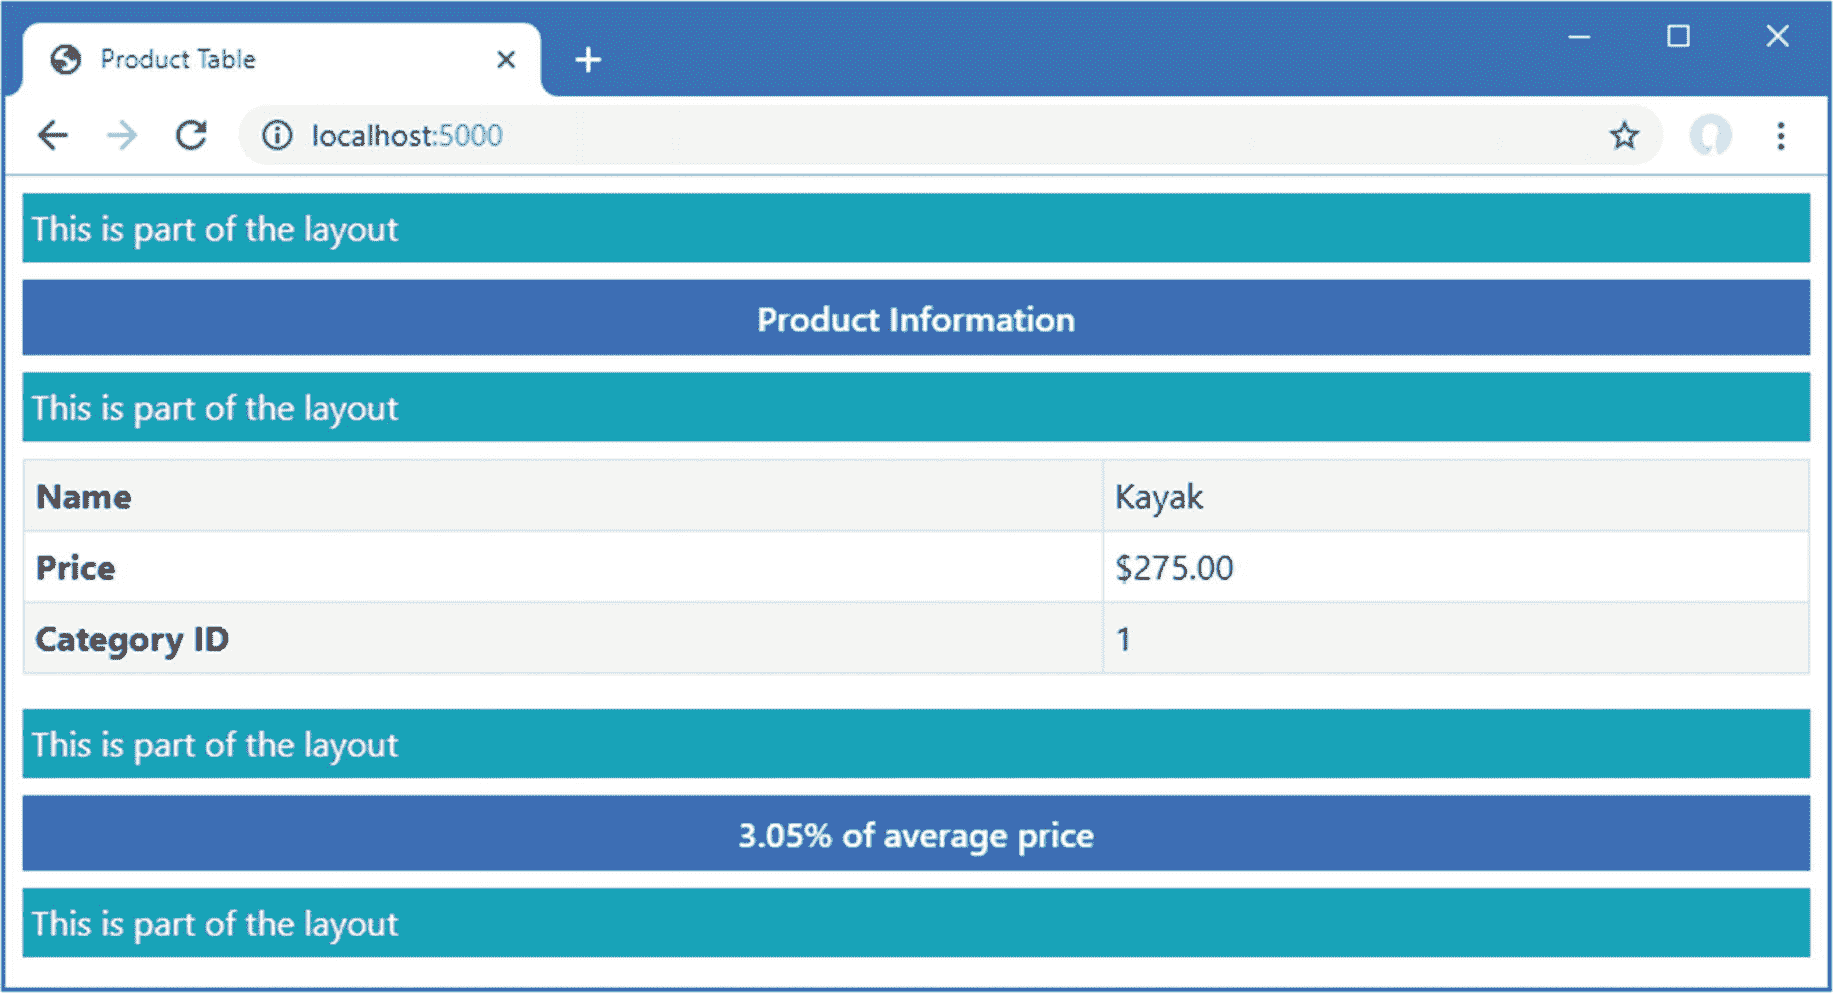 Product Table
localhost:5000
This is part of the layout
Product Information
This is part of the layout
Name Kayak
Price $275.00
Category ID 1
This is part of the layout
3.05% of average price
This is part of the layout